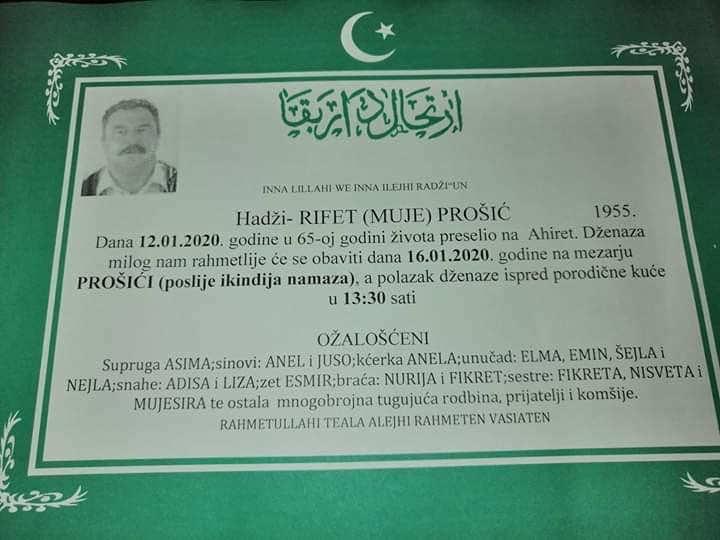 ارتحال دار بقا
INNA LILLAHI WE INNA ILEJHI RADŽI"UN
Hadži- RIFET (MUJE) PROŠIĆ 1955.
Dana 12.01.2020. godine u 65-oj godini života preselio na Ahiret. Dženaza
milog nam rahmetlije će se obaviti dana 16.01.2020. godine na mezarju
PROŠIĆI (poslije ikindija namaza), a polazak dženaze ispred porodične kuće
u 13:30 sati
OŽALOŠĆENI
Supruga ASIMA;sinovi: ANEL i JUSO;kćerka ANELA;unučad: ELMA, EMIN, ŠEJLA i
NEJLA;snahe: ADISA i LIZA;zet ESMIR;braća: NURIJA i FIKRET;sestre: FIKRETA, NISVETA i
MUJESIRA te ostala mnogobrojna tugujuća rodbina, prijatelji i komšije.
RAHMETULLAHI TEALA ALEJHI RAHMETEN VASIATEN